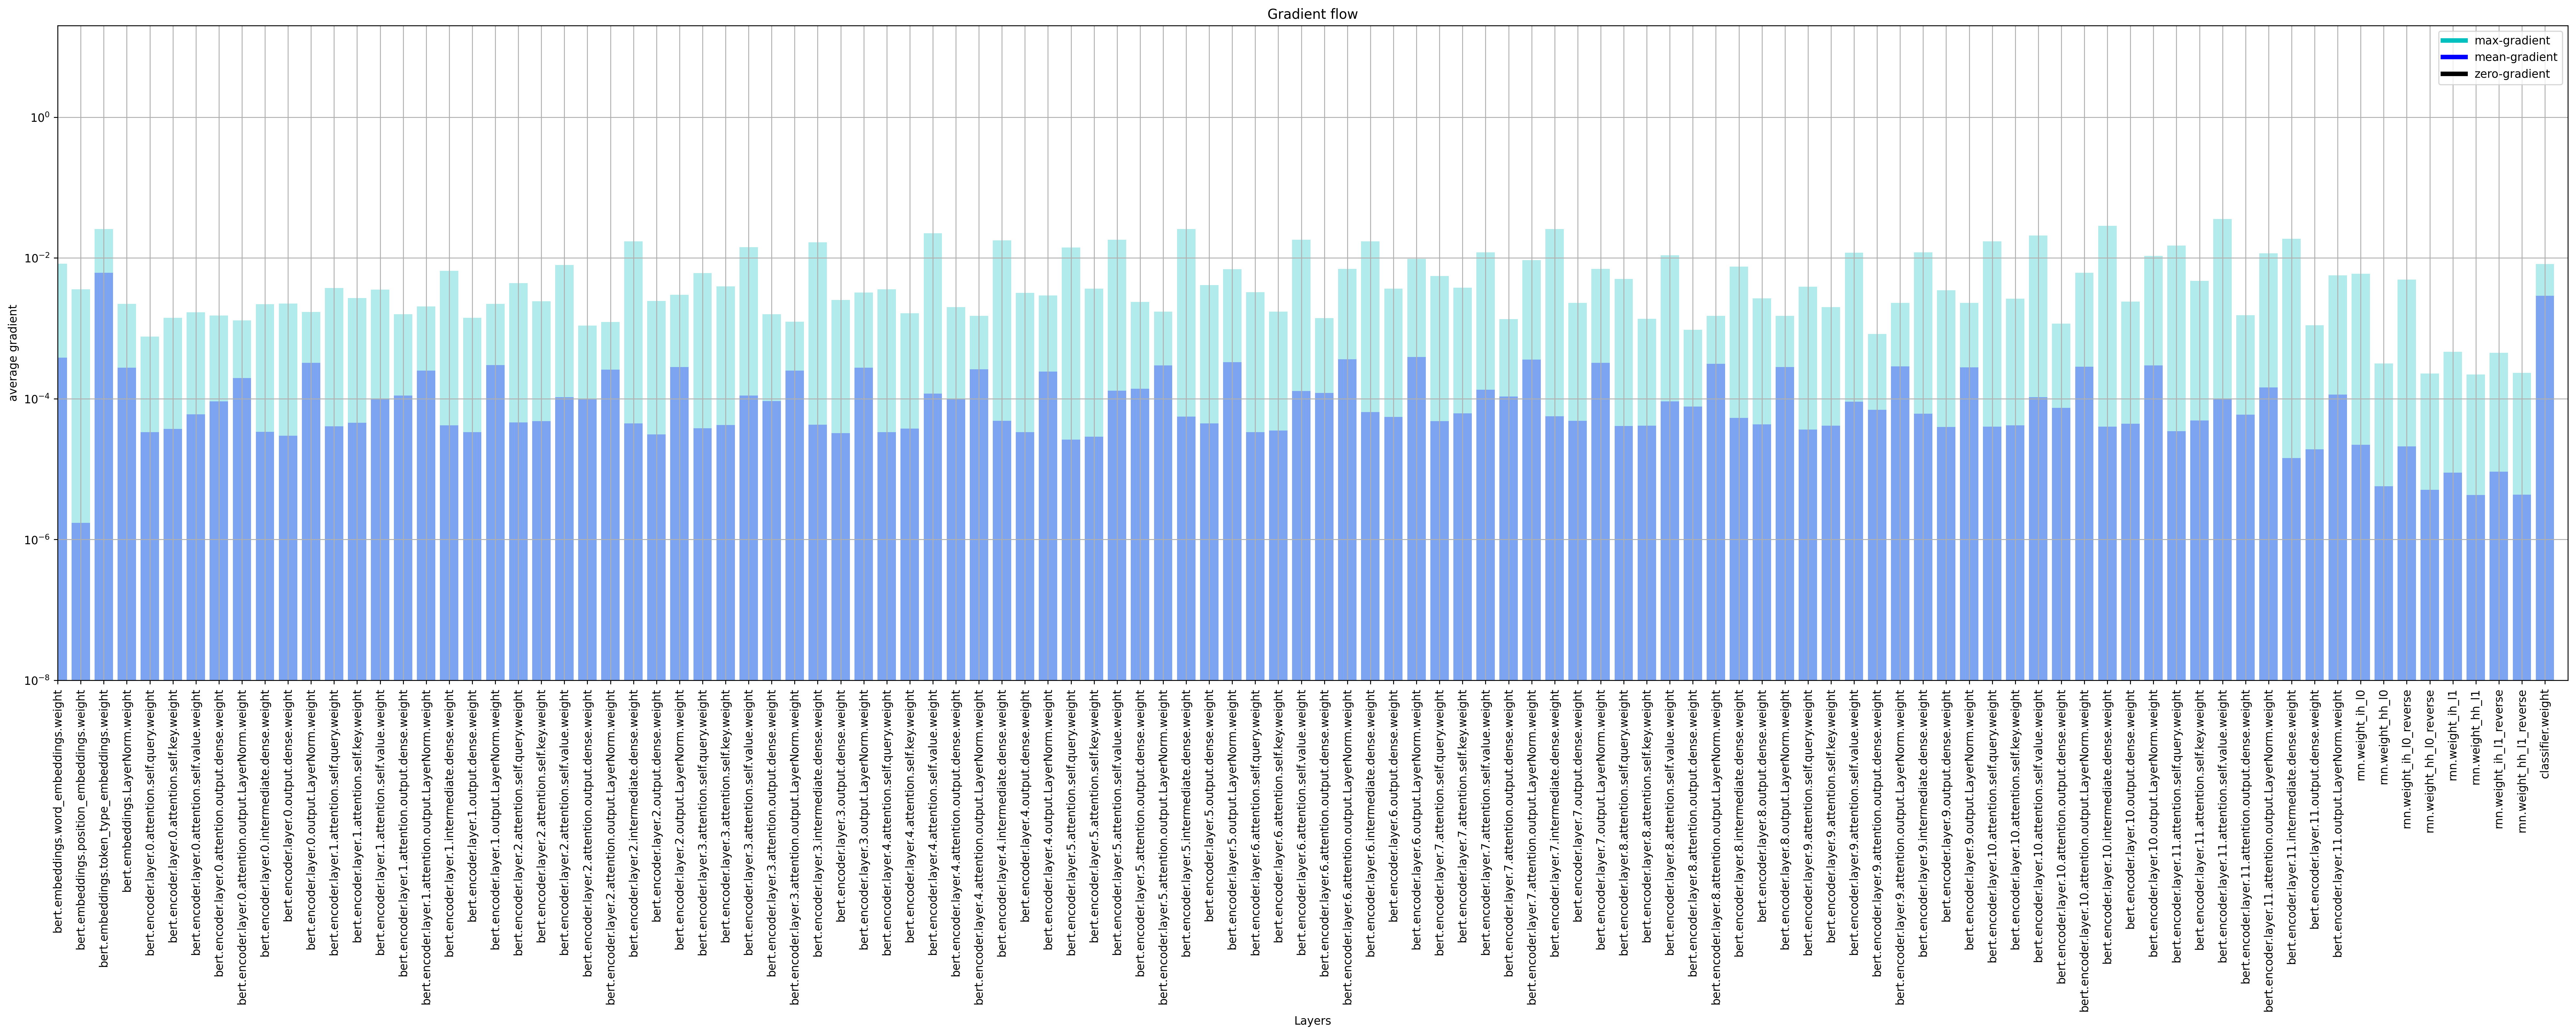 Gradient flow
max-gradient
mean-gradient
zero-gradient
10⁰
10⁻²
10⁻⁴
10⁻⁶
10⁻⁸
average gradient
bert.embeddings.word_embeddings.weight
bert.embeddings.position_embeddings.weight
bert.embeddings.token_type_embeddings.weight
bert.embeddings.LayerNorm.weight
bert.encoder.layer.0.attention.self.query.weight
bert.encoder.layer.0.attention.self.key.weight
bert.encoder.layer.0.attention.self.value.weight
bert.encoder.layer.0.attention.output.dense.weight
bert.encoder.layer.0.attention.output.LayerNorm.weight
bert.encoder.layer.0.intermediate.dense.weight
bert.encoder.layer.0.output.dense.weight
bert.encoder.layer.0.output.LayerNorm.weight
bert.encoder.layer.1.attention.self.query.weight
bert.encoder.layer.1.attention.self.key.weight
bert.encoder.layer.1.attention.self.value.weight
bert.encoder.layer.1.attention.output.dense.weight
bert.encoder.layer.1.attention.output.LayerNorm.weight
bert.encoder.layer.1.intermediate.dense.weight
bert.encoder.layer.1.output.dense.weight
bert.encoder.layer.1.output.LayerNorm.weight
bert.encoder.layer.2.attention.self.query.weight
bert.encoder.layer.2.attention.self.key.weight
bert.encoder.layer.2.attention.self.value.weight
bert.encoder.layer.2.attention.output.dense.weight
bert.encoder.layer.2.attention.output.LayerNorm.weight
bert.encoder.layer.2.intermediate.dense.weight
bert.encoder.layer.2.output.dense.weight
bert.encoder.layer.2.output.LayerNorm.weight
bert.encoder.layer.3.attention.self.query.weight
bert.encoder.layer.3.attention.self.key.weight
bert.encoder.layer.3.attention.self.value.weight
bert.encoder.layer.3.attention.output.dense.weight
bert.encoder.layer.3.attention.output.LayerNorm.weight
bert.encoder.layer.3.intermediate.dense.weight
bert.encoder.layer.3.output.dense.weight
bert.encoder.layer.3.output.LayerNorm.weight
bert.encoder.layer.4.attention.self.query.weight
bert.encoder.layer.4.attention.self.key.weight
bert.encoder.layer.4.attention.self.value.weight
bert.encoder.layer.4.attention.output.dense.weight
bert.encoder.layer.4.attention.output.LayerNorm.weight
bert.encoder.layer.4.intermediate.dense.weight
bert.encoder.layer.4.output.dense.weight
bert.encoder.layer.4.output.LayerNorm.weight
bert.encoder.layer.5.attention.self.query.weight
bert.encoder.layer.5.attention.self.key.weight
bert.encoder.layer.5.attention.self.value.weight
bert.encoder.layer.5.attention.output.dense.weight
bert.encoder.layer.5.attention.output.LayerNorm.weight
bert.encoder.layer.5.intermediate.dense.weight
bert.encoder.layer.5.output.dense.weight
bert.encoder.layer.5.output.LayerNorm.weight
bert.encoder.layer.6.attention.self.query.weight
bert.encoder.layer.6.attention.self.key.weight
bert.encoder.layer.6.attention.self.value.weight
bert.encoder.layer.6.attention.output.dense.weight
bert.encoder.layer.6.attention.output.LayerNorm.weight
bert.encoder.layer.6.intermediate.dense.weight
bert.encoder.layer.6.output.dense.weight
bert.encoder.layer.6.output.LayerNorm.weight
bert.encoder.layer.7.attention.self.query.weight
bert.encoder.layer.7.attention.self.key.weight
bert.encoder.layer.7.attention.self.value.weight
bert.encoder.layer.7.attention.output.dense.weight
bert.encoder.layer.7.attention.output.LayerNorm.weight
bert.encoder.layer.7.intermediate.dense.weight
bert.encoder.layer.7.output.dense.weight
bert.encoder.layer.7.output.LayerNorm.weight
bert.encoder.layer.8.attention.self.query.weight
bert.encoder.layer.8.attention.self.key.weight
bert.encoder.layer.8.attention.self.value.weight
bert.encoder.layer.8.attention.output.dense.weight
bert.encoder.layer.8.attention.output.LayerNorm.weight
bert.encoder.layer.8.intermediate.dense.weight
bert.encoder.layer.8.output.dense.weight
bert.encoder.layer.8.output.LayerNorm.weight
bert.encoder.layer.9.attention.self.query.weight
bert.encoder.layer.9.attention.self.key.weight
bert.encoder.layer.9.attention.self.value.weight
bert.encoder.layer.9.attention.output.dense.weight
bert.encoder.layer.9.attention.output.LayerNorm.weight
bert.encoder.layer.9.intermediate.dense.weight
bert.encoder.layer.9.output.dense.weight
bert.encoder.layer.9.output.LayerNorm.weight
bert.encoder.layer.10.attention.self.query.weight
bert.encoder.layer.10.attention.self.key.weight
bert.encoder.layer.10.attention.self.value.weight
bert.encoder.layer.10.attention.output.dense.weight
bert.encoder.layer.10.attention.output.LayerNorm.weight
bert.encoder.layer.10.intermediate.dense.weight
bert.encoder.layer.10.output.dense.weight
bert.encoder.layer.10.output.LayerNorm.weight
bert.encoder.layer.11.attention.self.query.weight
bert.encoder.layer.11.attention.self.key.weight
bert.encoder.layer.11.attention.self.value.weight
bert.encoder.layer.11.attention.output.dense.weight
bert.encoder.layer.11.attention.output.LayerNorm.weight
bert.encoder.layer.11.intermediate.dense.weight
bert.encoder.layer.11.output.dense.weight
bert.encoder.layer.11.output.LayerNorm.weight
rnn.weight_ih_l0
rnn.weight_hh_l0
rnn.weight_ih_l0_reverse
rnn.weight_hh_l0_reverse
rnn.weight_ih_l1
rnn.weight_hh_l1
rnn.weight_ih_l1_reverse
rnn.weight_hh_l1_reverse
classifier.weight
Layers